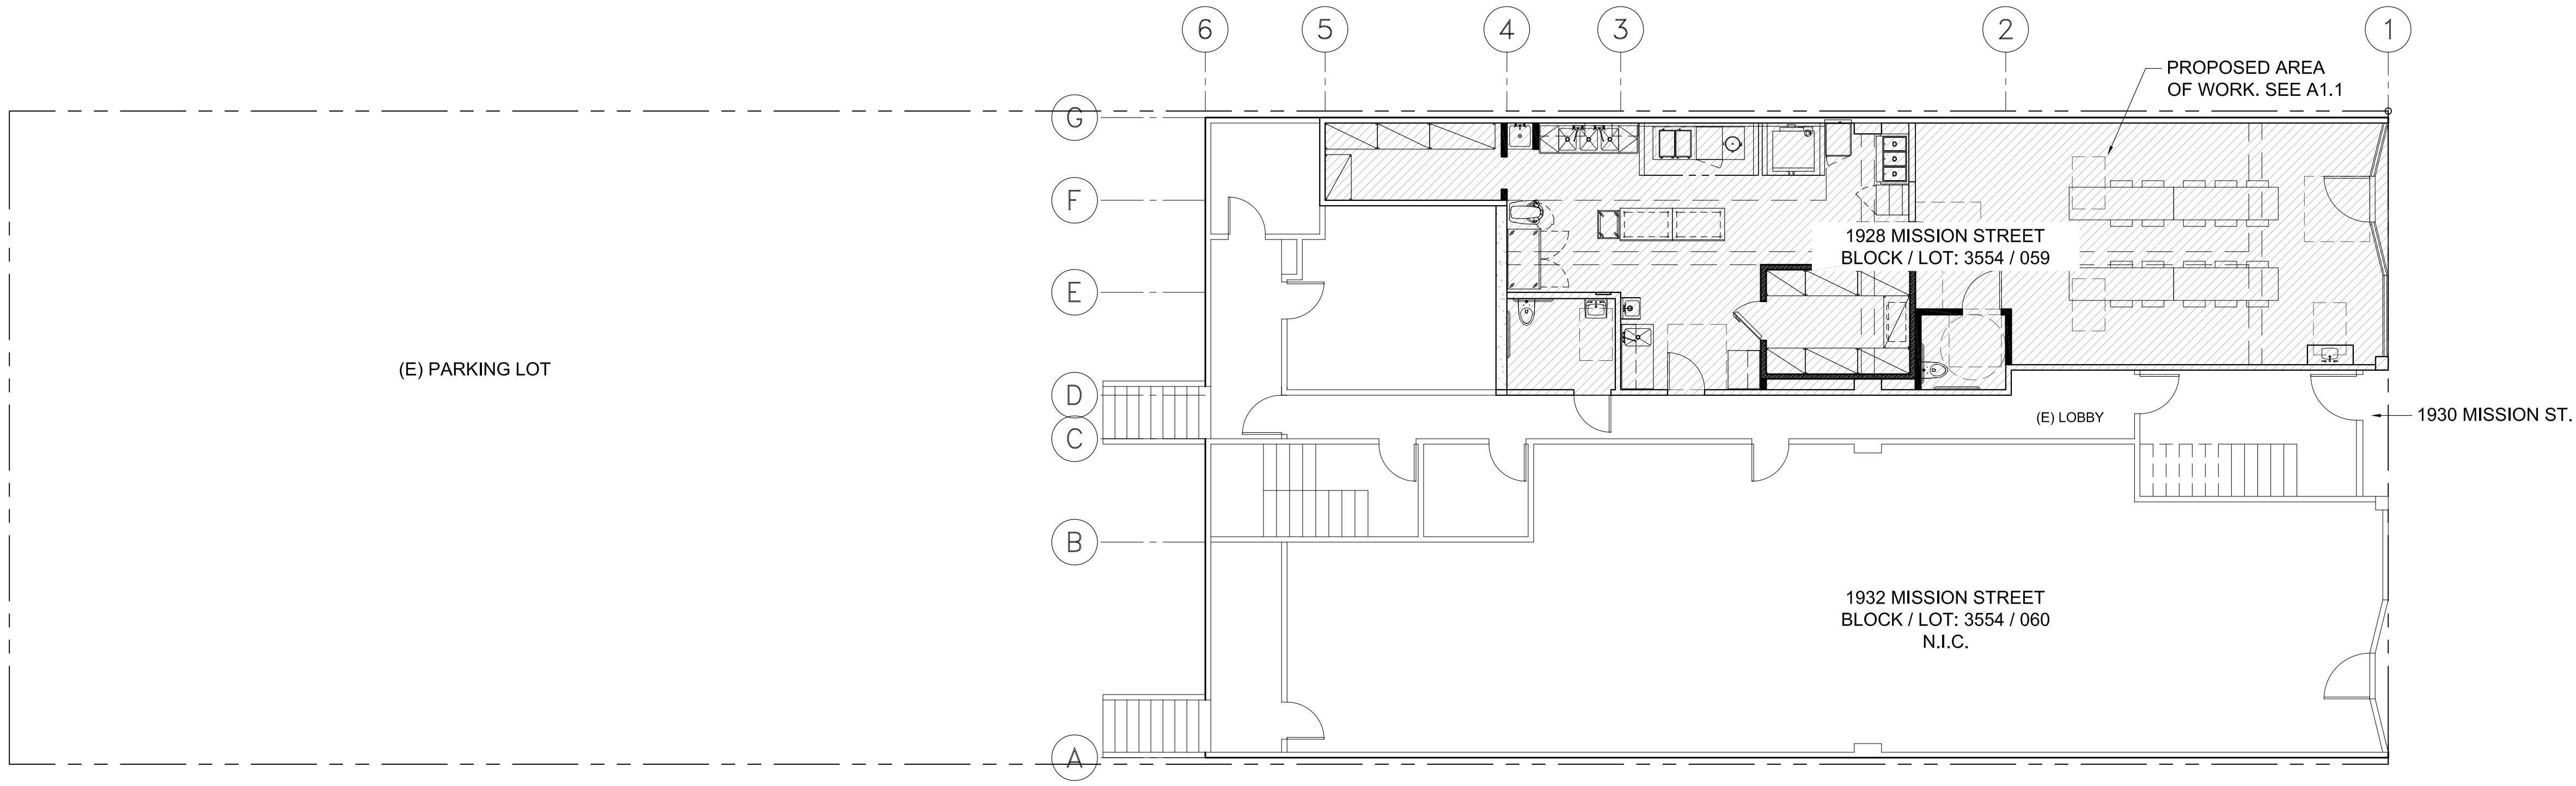 6 5 4 3 2 1
PROPOSED AREA
OF WORK. SEE A1.1
G
F
1928 MISSION STREET
BLOCK / LOT: 3554 / 059
E
(E) PARKING LOT
D
(E) LOBBY
1930 MISSION ST.
C
B
1932 MISSION STREET
BLOCK / LOT: 3554 / 060
N.I.C.
A